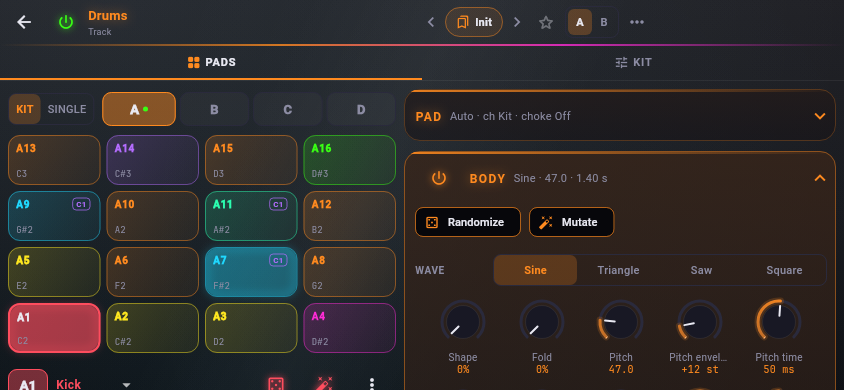 Drums
Track
Init
A B
PADS
KIT
KIT SINGLE
A B C D
A13 A14 A15 A16
C3 C#3 D3 D#3
A9 C1 A10 A11 C1 A12
G#2 A2 A#2 B2
A5 A6 A7 C1 A8
E2 F2 F#2 G2
A1 A2 A3 A4
C2 C#2 D2 D#2
A1 Kick
PAD Auto · ch Kit · choke Off
BODY Sine · 47.0 · 1.40 s
Randomize Mutate
WAVE Sine Triangle Saw Square
Shape Fold Pitch Pitch envel… Pitch time
0% 0% 47.0 +12 st 50 ms